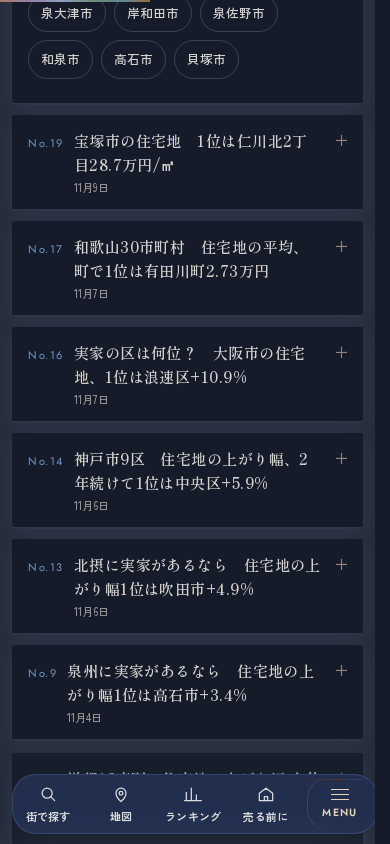 泉大津市 岸和田市 泉佐野市
和泉市 高石市 貝塚市
No.19 宝塚市の住宅地　1位は仁川北2丁
目28.7万円/㎡
11月9日
No.17 和歌山30市町村　住宅地の平均、
町で1位は有田川町2.73万円
11月7日
No.16 実家の区は何位？　大阪市の住宅
地、1位は浪速区+10.9%
11月7日
No.14 神戸市9区　住宅地の上がり幅、2
年続けて1位は中央区+5.9%
11月6日
No.13 北摂に実家があるなら　住宅地の上
がり幅1位は吹田市+4.9%
11月6日
No.9 泉州に実家があるなら　住宅地の上
がり幅1位は高石市+3.4%
11月4日
街で探す 地図 ランキング 売る前に MENU